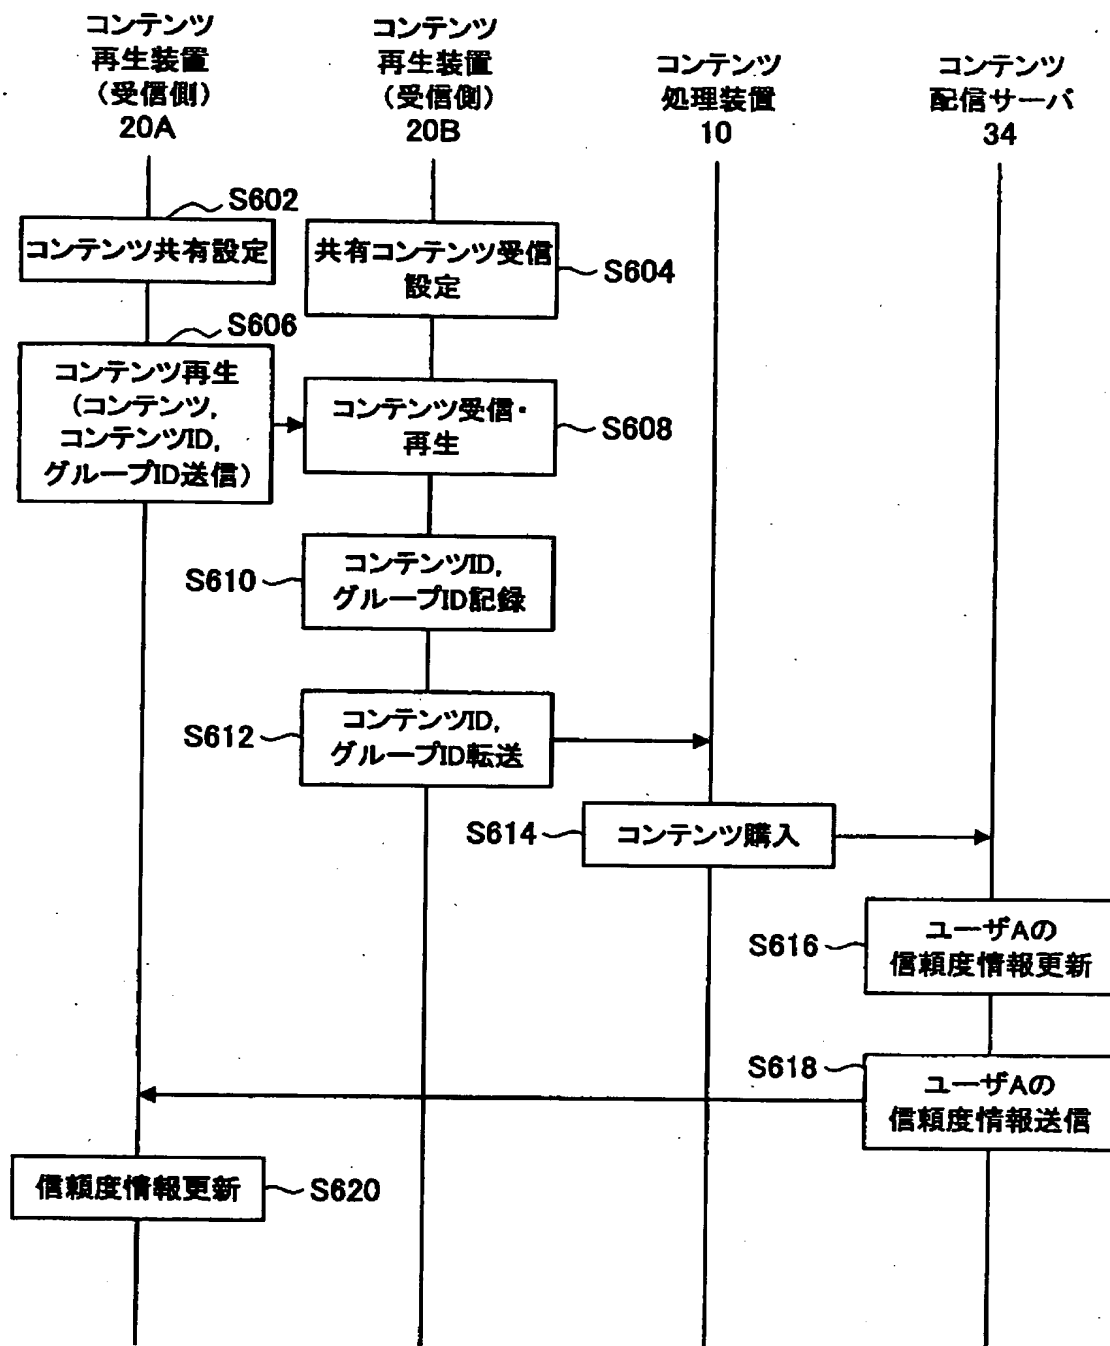 コンテンツ
再生装置
（受信側）
20A
コンテンツ
再生装置
（受信側）
20B
コンテンツ
処理装置
10
コンテンツ
配信サーバ
34
S602
コンテンツ共有設定
共有コンテンツ受信
設定
S604
S606
コンテンツ再生
（コンテンツ,
コンテンツID,
グループID送信）
コンテンツ受信・
再生
S608
S610
コンテンツID,
グループID記録
S612
コンテンツID,
グループID転送
S614
コンテンツ購入
S616
ユーザAの
信頼度情報更新
S618
ユーザAの
信頼度情報送信
信頼度情報更新
S620